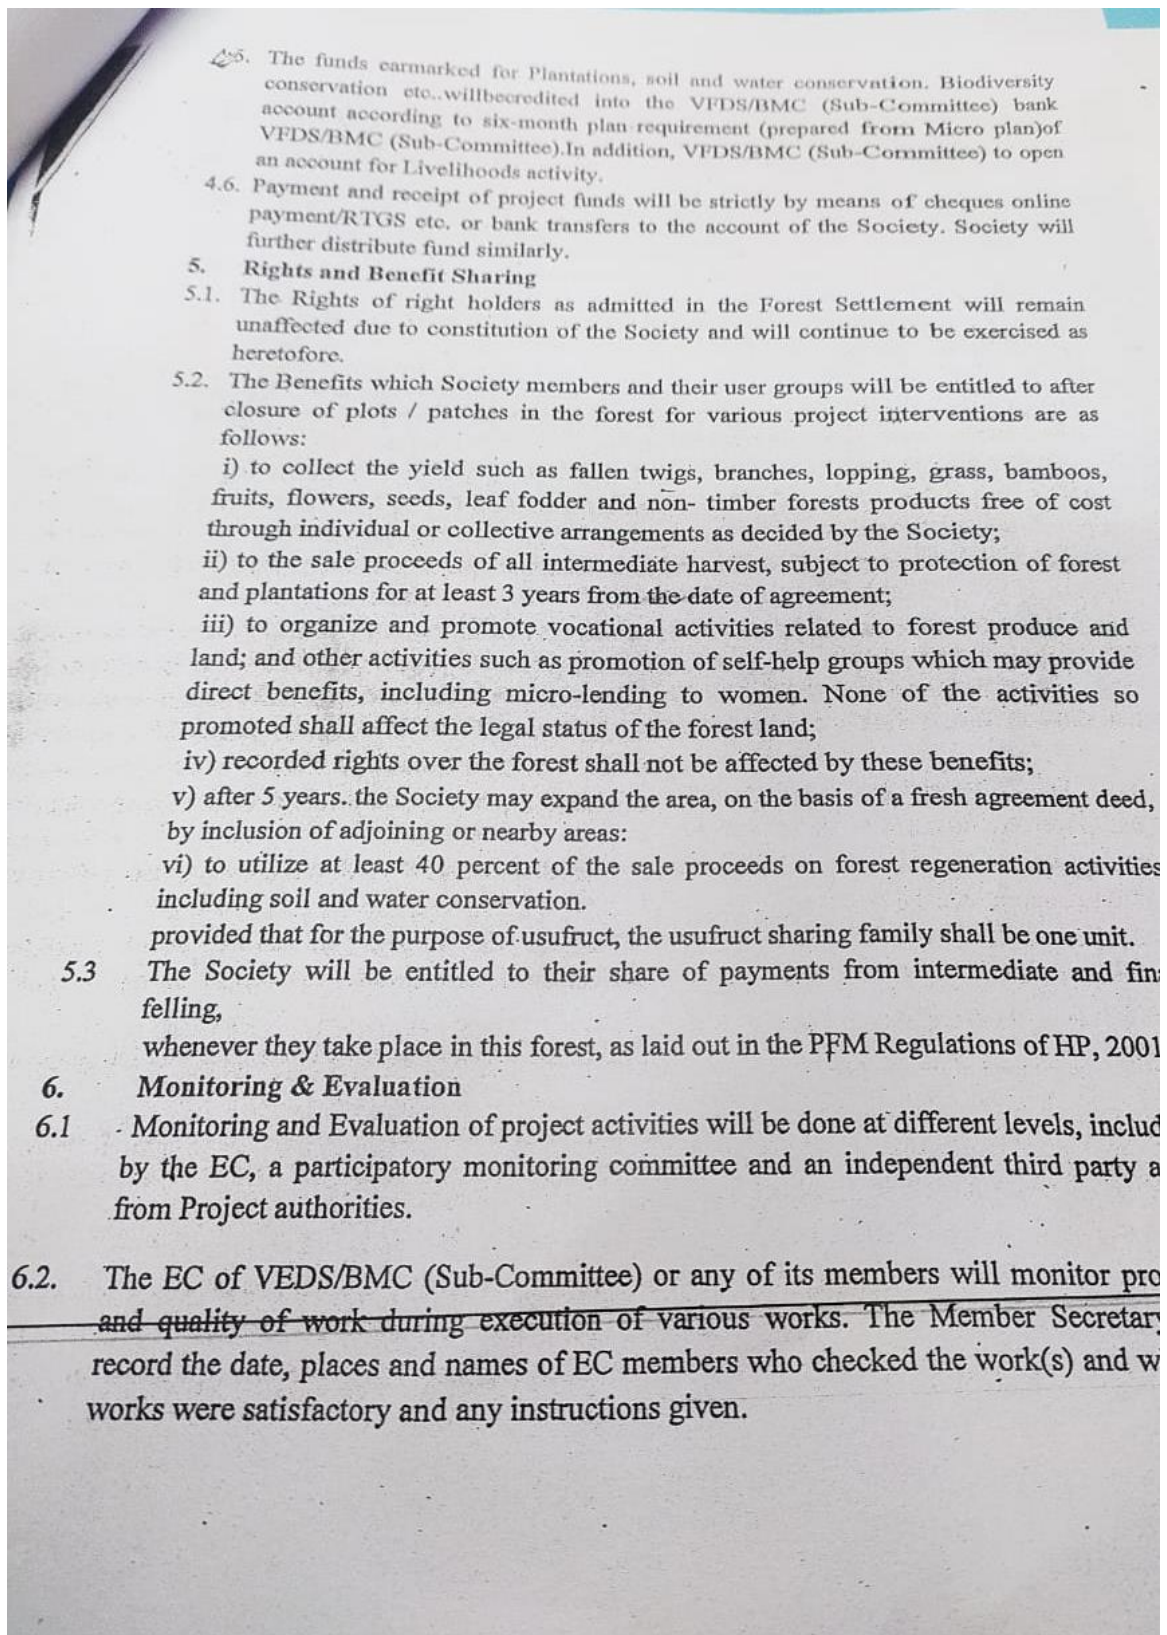 4.5. The funds earmarked for Plantations, soil and water conservation. Biodiversity
conservation etc..willbecredited into the VFDS/BMC (Sub-Committee) bank
account according to six-month plan requirement (prepared from Micro plan)of
VFDS/BMC (Sub-Committee).In addition, VFDS/BMC (Sub-Committee) to open
an account for Livelihoods activity.
4.6. Payment and receipt of project funds will be strictly by means of cheques online
payment/RTGS etc. or bank transfers to the account of the Society. Society will
further distribute fund similarly.
5. Rights and Benefit Sharing
5.1. The Rights of right holders as admitted in the Forest Settlement will remain
unaffected due to constitution of the Society and will continue to be exercised as
heretofore.
5.2. The Benefits which Society members and their user groups will be entitled to after
closure of plots / patches in the forest for various project interventions are as
follows:
i) to collect the yield such as fallen twigs, branches, lopping, grass, bamboos,
fruits, flowers, seeds, leaf fodder and non- timber forests products free of cost
through individual or collective arrangements as decided by the Society;
ii) to the sale proceeds of all intermediate harvest, subject to protection of forest
and plantations for at least 3 years from the date of agreement;
iii) to organize and promote vocational activities related to forest produce and
land; and other activities such as promotion of self-help groups which may provide
direct benefits, including micro-lending to women. None of the activities so
promoted shall affect the legal status of the forest land;
iv) recorded rights over the forest shall not be affected by these benefits;
v) after 5 years. the Society may expand the area, on the basis of a fresh agreement deed,
by inclusion of adjoining or nearby areas:
vi) to utilize at least 40 percent of the sale proceeds on forest regeneration activities
including soil and water conservation.
provided that for the purpose of usufruct, the usufruct sharing family shall be one unit.
5.3 The Society will be entitled to their share of payments from intermediate and fin
felling,
whenever they take place in this forest, as laid out in the PFM Regulations of HP, 2001
6. Monitoring & Evaluation
6.1 Monitoring and Evaluation of project activities will be done at different levels, includ
by the EC, a participatory monitoring committee and an independent third party a
from Project authorities.
6.2. The EC of VEDS/BMC (Sub-Committee) or any of its members will monitor pro
and quality of work during execution of various works. The Member Secretary
record the date, places and names of EC members who checked the work(s) and w
works were satisfactory and any instructions given.